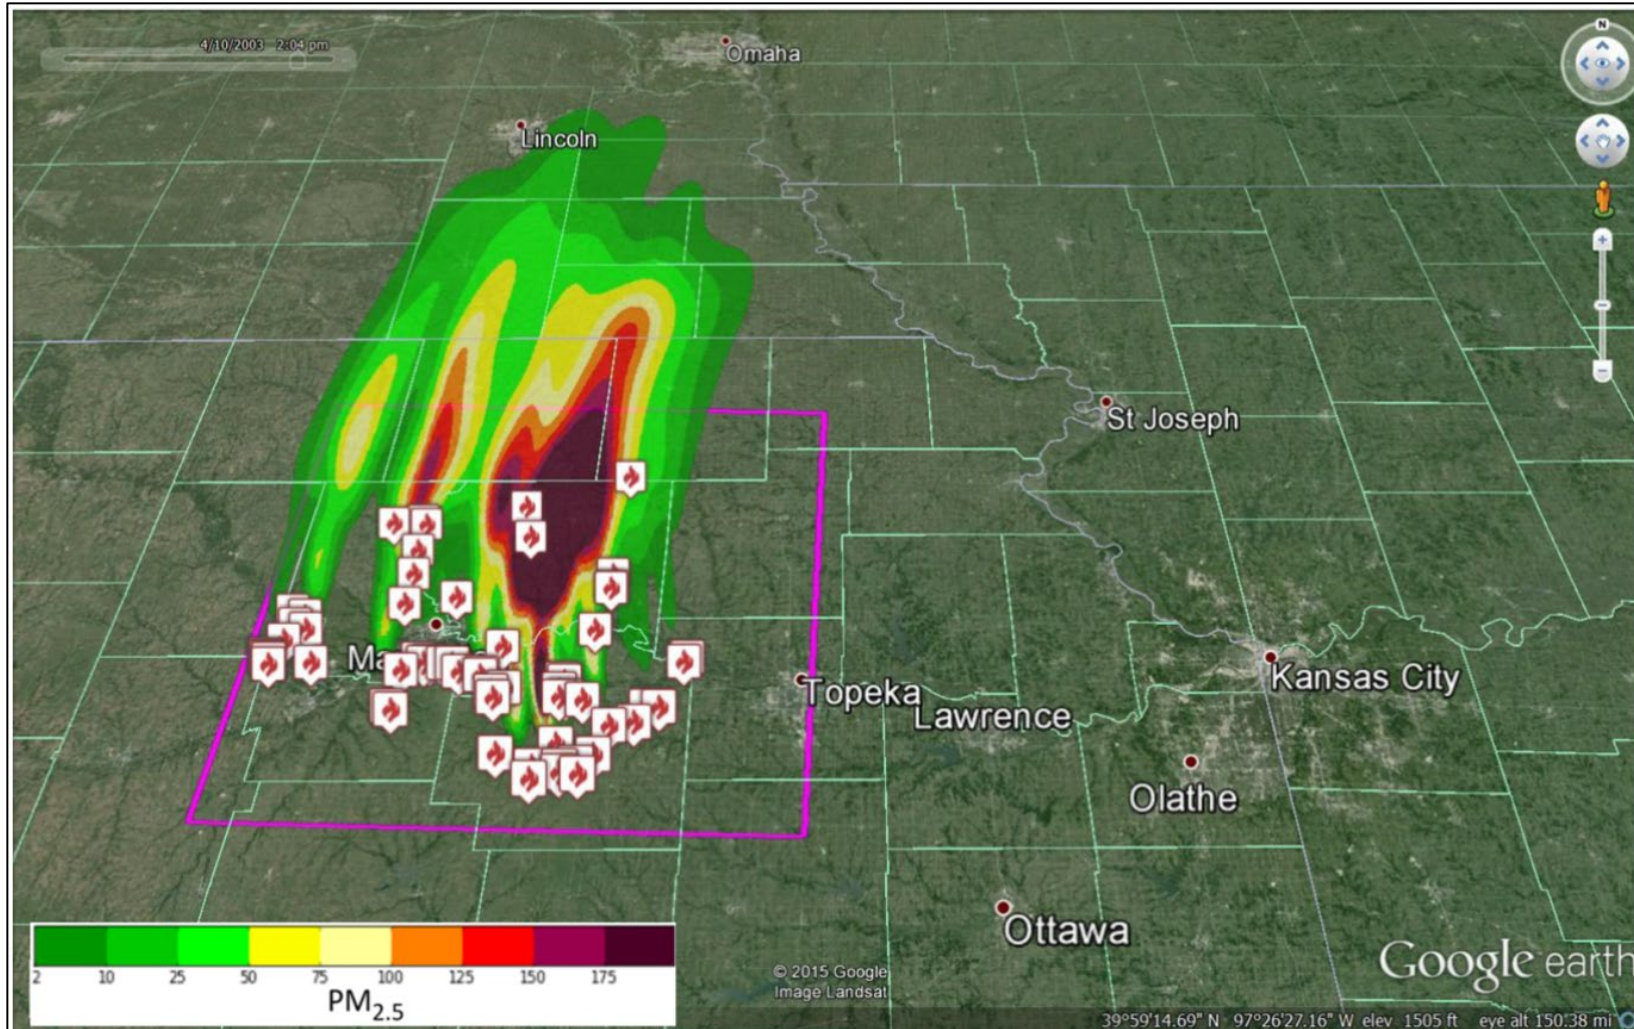 4/10/2003 2:04 pm
N
Omaha
Lincoln
St Joseph
Ma
Topeka
Lawrence
Kansas City
Olathe
Ottawa
2 10 25 50 75 100 125 150 175
PM2.5
© 2015 Google
Image Landsat
Google earth
39°59'14.69" N 97°26'27.16" W elev 1505 ft eye alt 150.38 mi